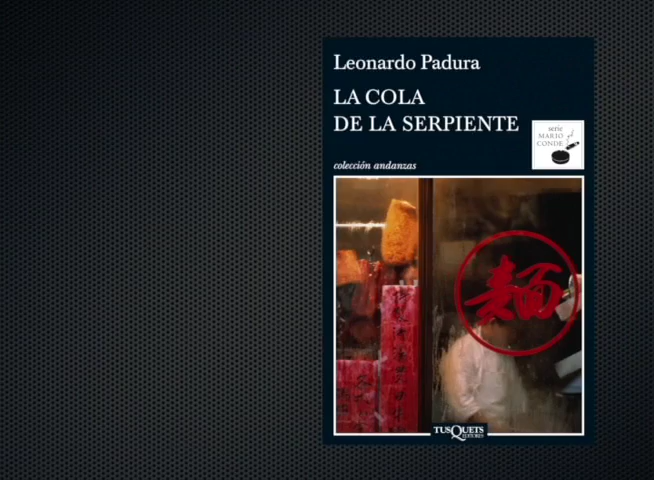 Leonardo Padura
LA COLA
DE LA SERPIENTE
serie
MARIO
CONDE
colección andanzas
麵
TUSQUETS
EDITORES